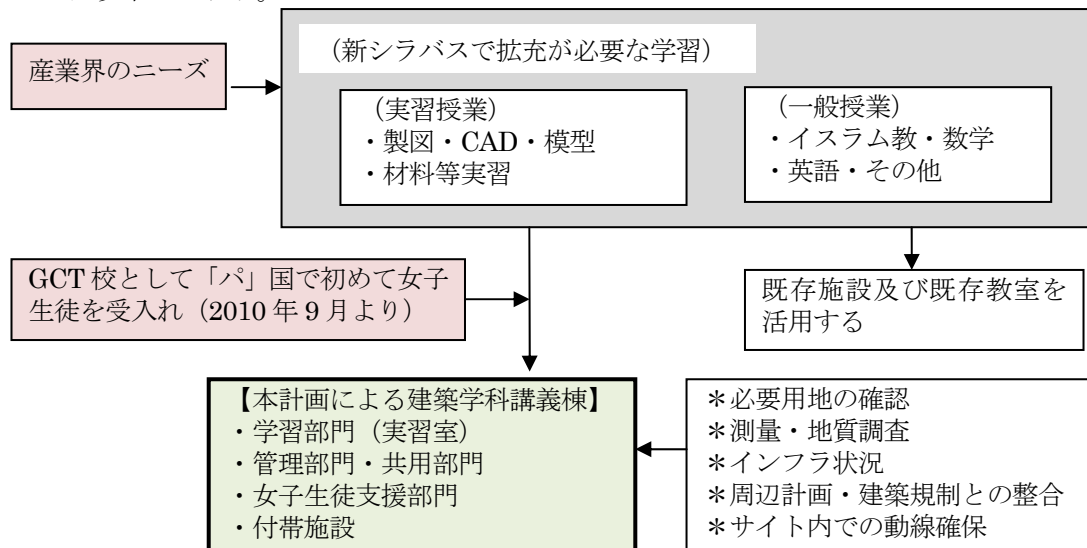 産業界のニーズ
（新シラバスで拡充が必要な学習）
（実習授業）
・製図・CAD・模型
・材料等実習
（一般授業）
・イスラム教・数学
・英語・その他
GCT 校として「パ」国で初めて女子
生徒を受入れ（2010 年 9 月より）
既存施設及び既存教室を
活用する
【本計画による建築学科講義棟】
・学習部門（実習室）
・管理部門・共用部門
・女子生徒支援部門
・付帯施設
＊必要用地の確認
＊測量・地質調査
＊インフラ状況
＊周辺計画・建築規制との整合
＊サイト内での動線確保